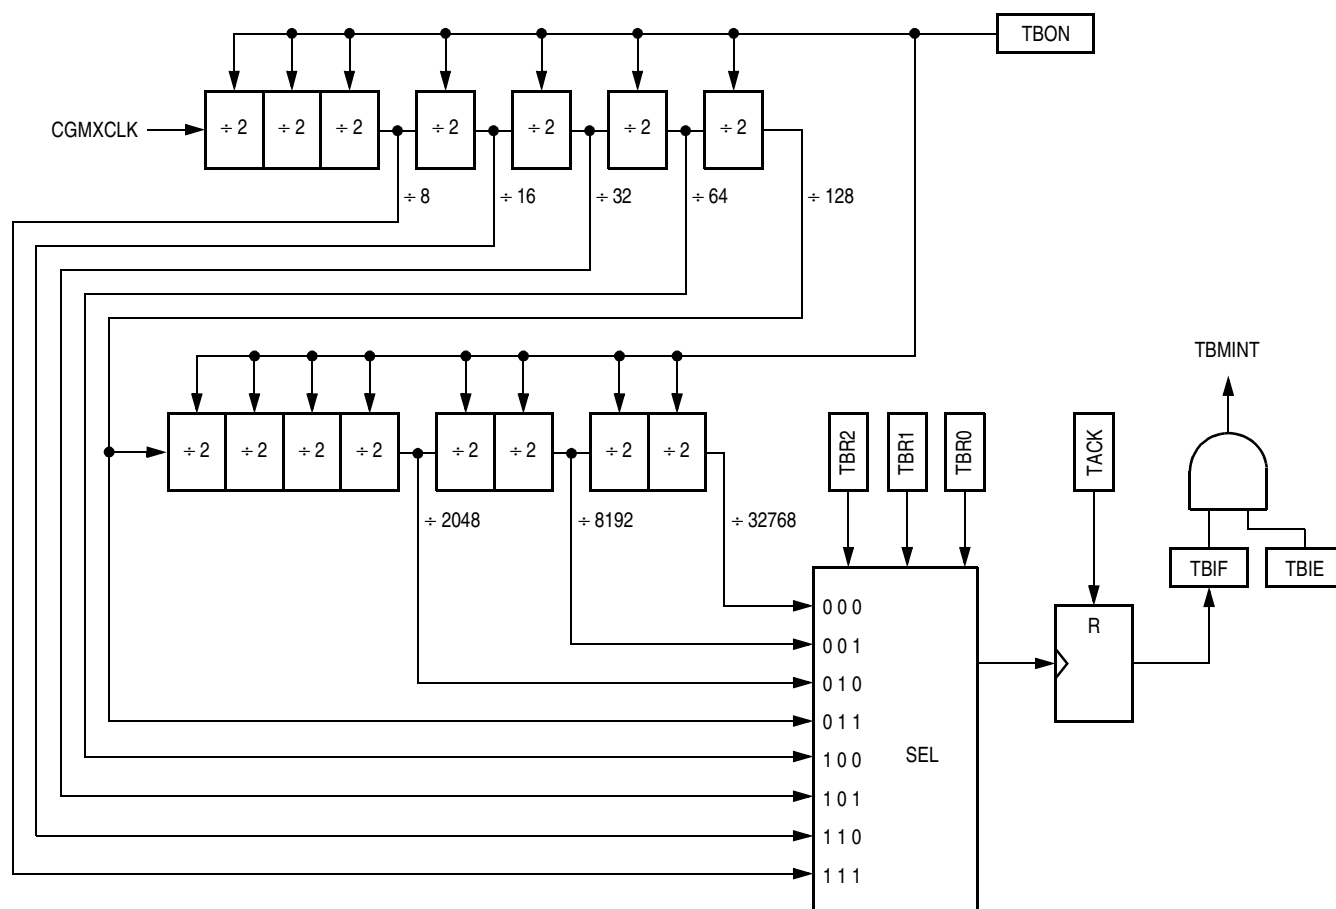 TBON
CGMXCLK
÷ 2 ÷ 2 ÷ 2 ÷ 2 ÷ 2 ÷ 2 ÷ 2
÷ 8 ÷ 16 ÷ 32 ÷ 64 ÷ 128
TBMINT
÷ 2 ÷ 2 ÷ 2 ÷ 2 ÷ 2 ÷ 2 ÷ 2 ÷ 2
TBR2
TBR1
TBR0
TACK
÷ 2048 ÷ 8192 ÷ 32768
TBIF TBIE
0 0 0
R
0 0 1
0 1 0
0 1 1
1 0 0
SEL
1 0 1
1 1 0
1 1 1